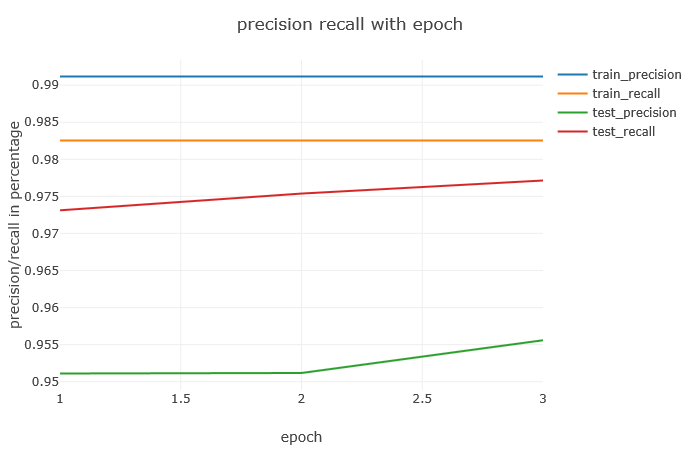 precision recall with epoch
train_precision
train_recall
test_precision
test_recall
precision/recall in percentage
0.99
0.985
0.98
0.975
0.97
0.965
0.96
0.955
0.95
1
1.5
2
2.5
3
epoch